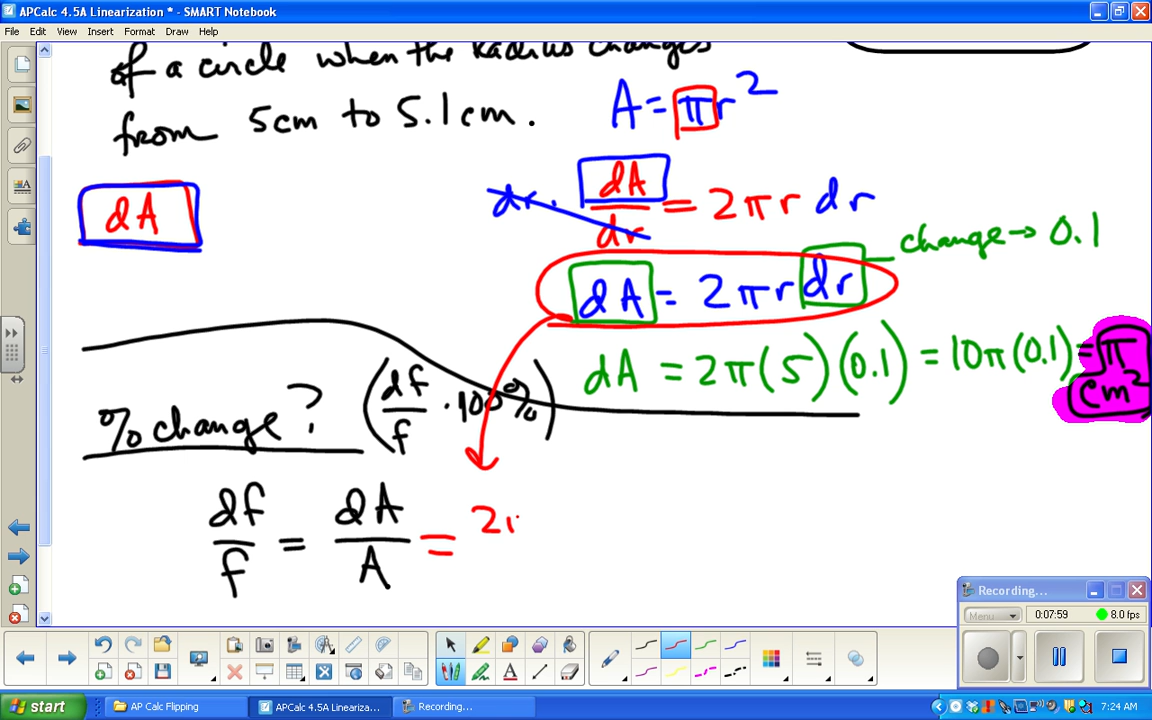 APCalc 4.5A Linearization * - SMART Notebook
File Edit View Insert Format Draw Help
of a circle when the radius changes
from 5cm to 5.1cm.
A = πr²
dA
dr · dA/dr = 2πr dr
change → 0.1
dA = 2πr dr
dA = 2π(5)(0.1) = 10π(0.1) = π cm²
% change? (df/f · 100%)
df/f = dA/A = 2
Recording...
Menu
0:07:59
8.0 fps
start
AP Calc Flipping
APCalc 4.5A Lineariza...
Recording...
7:24 AM